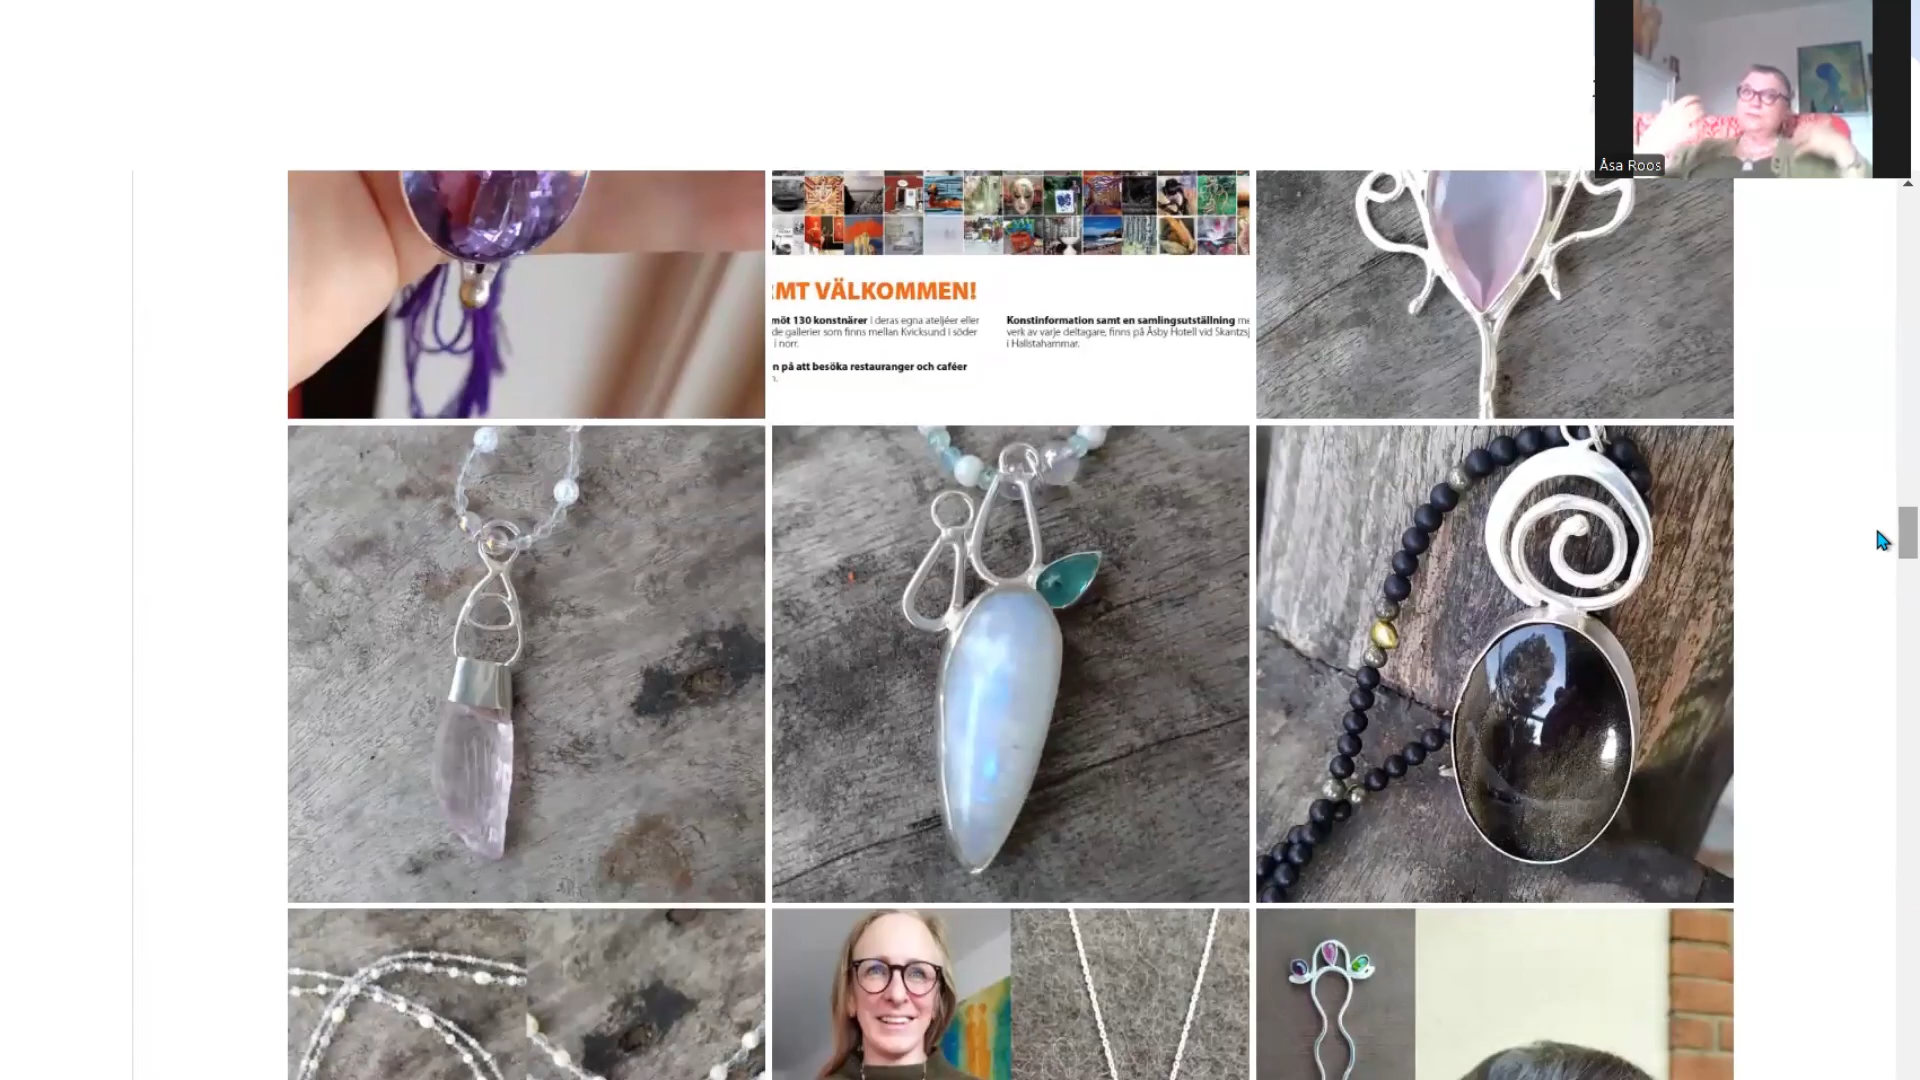 Åsa Roos
MT VÄLKOMMEN!
möt 130 konstnärer i deras egna ateljéer eller
de gallerier som finns mellan Kvicksund i söder
i norr.
n på att besöka restauranger och caféer
Konstinformation samt en samlingsutställning me
verk av varje deltagare, finns på Åsby Hotell vid Skantzsj
i Hallstahammar.